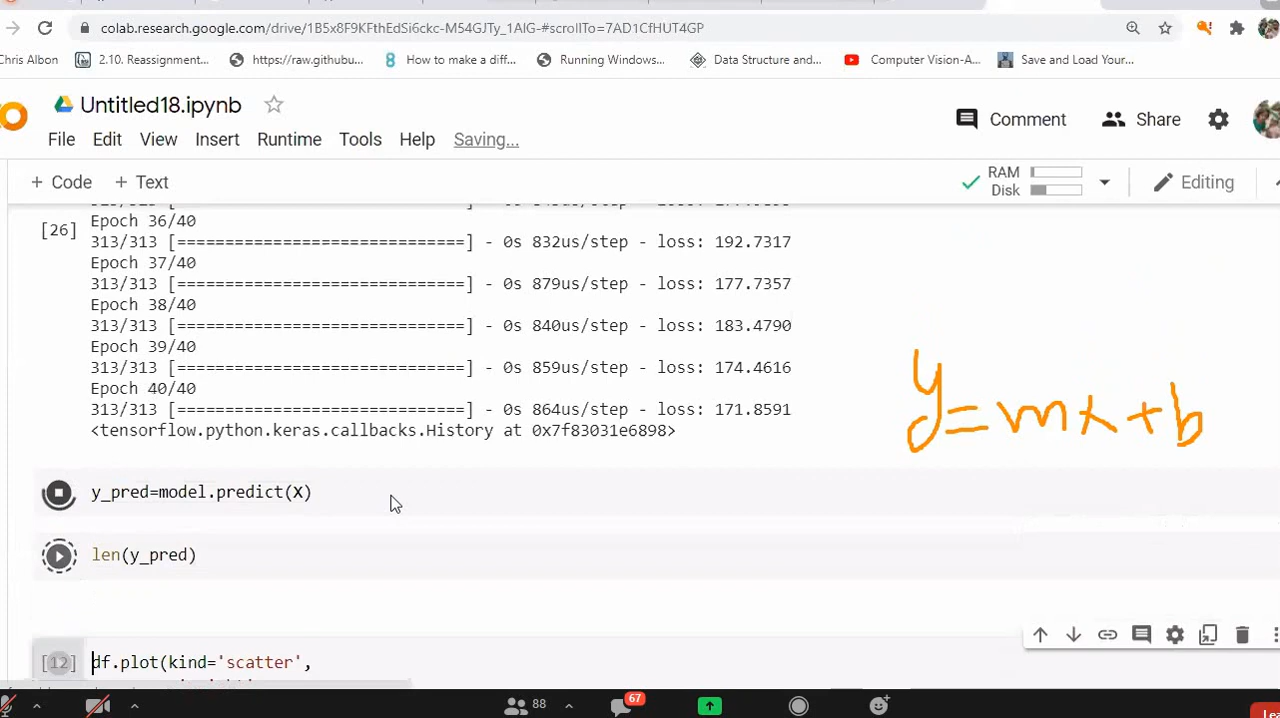 colab.research.google.com/drive/1B5x8F9KFthEdSi6ckc-M54GJTy_1AIG-#scrollTo=7AD1CfHUT4GP
Chris Albon 2.10. Reassignment... https://raw.githubu... How to make a diff... Running Windows... Data Structure and... Computer Vision-A... Save and Load Your...
Untitled18.ipynb
Comment Share
File Edit View Insert Runtime Tools Help Saving...
+ Code + Text RAM Disk Editing
[26]
Epoch 36/40
313/313 [==============================] - 0s 832us/step - loss: 192.7317
Epoch 37/40
313/313 [==============================] - 0s 879us/step - loss: 177.7357
Epoch 38/40
313/313 [==============================] - 0s 840us/step - loss: 183.4790
Epoch 39/40
313/313 [==============================] - 0s 859us/step - loss: 174.4616
Epoch 40/40
313/313 [==============================] - 0s 864us/step - loss: 171.8591
<tensorflow.python.keras.callbacks.History at 0x7f83031e6898>
y=mx+b
y_pred=model.predict(X)
len(y_pred)
[12] df.plot(kind='scatter',
88 67